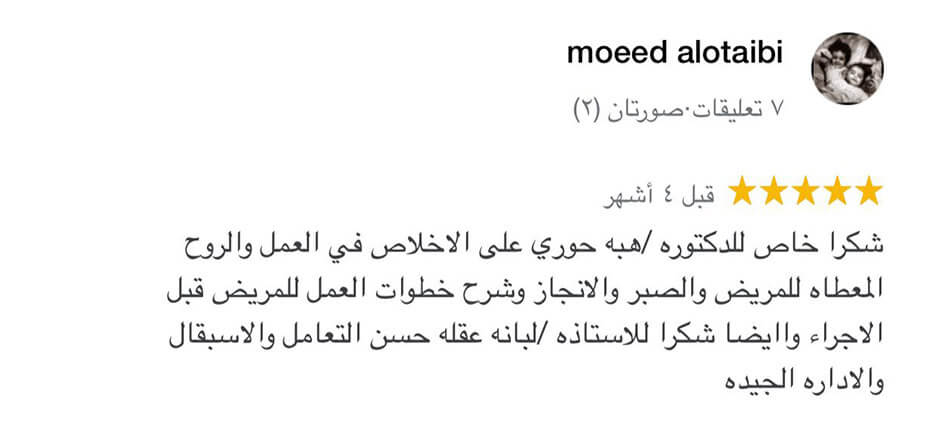 moeed alotaibi
٧ تعليقات·صورتان (٢)
قبل ٤ أشهر
شكرا خاص للدكتوره /هبه حوري على الاخلاص في العمل والروح
المعطاه للمريض والصبر والانجاز وشرح خطوات العمل للمريض قبل
الاجراء واايضا شكرا للاستاذه /لبانه عقله حسن التعامل والاسبقال
والاداره الجيده